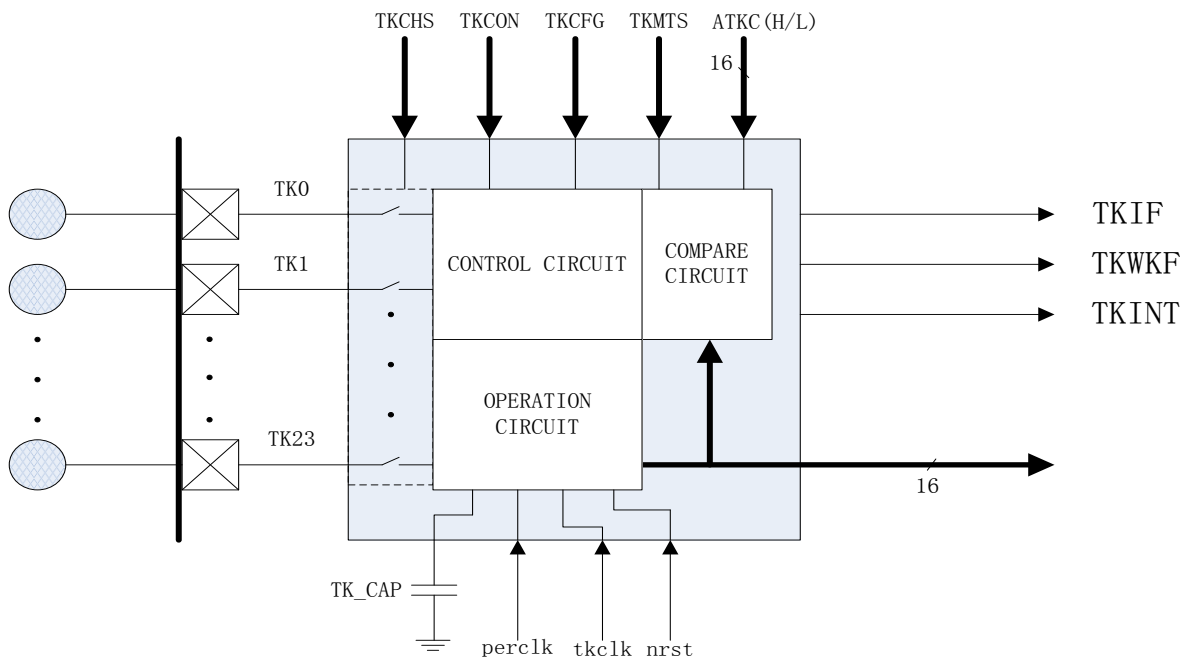 TKCHS TKCON TKCFG TKMTS ATKC(H/L)
16
TK0
TK1
TK23
CONTROL CIRCUIT
COMPARE
CIRCUIT
OPERATION
CIRCUIT
TKIF
TKWKF
TKINT
16
TK_CAP
perclk tkclk nrst